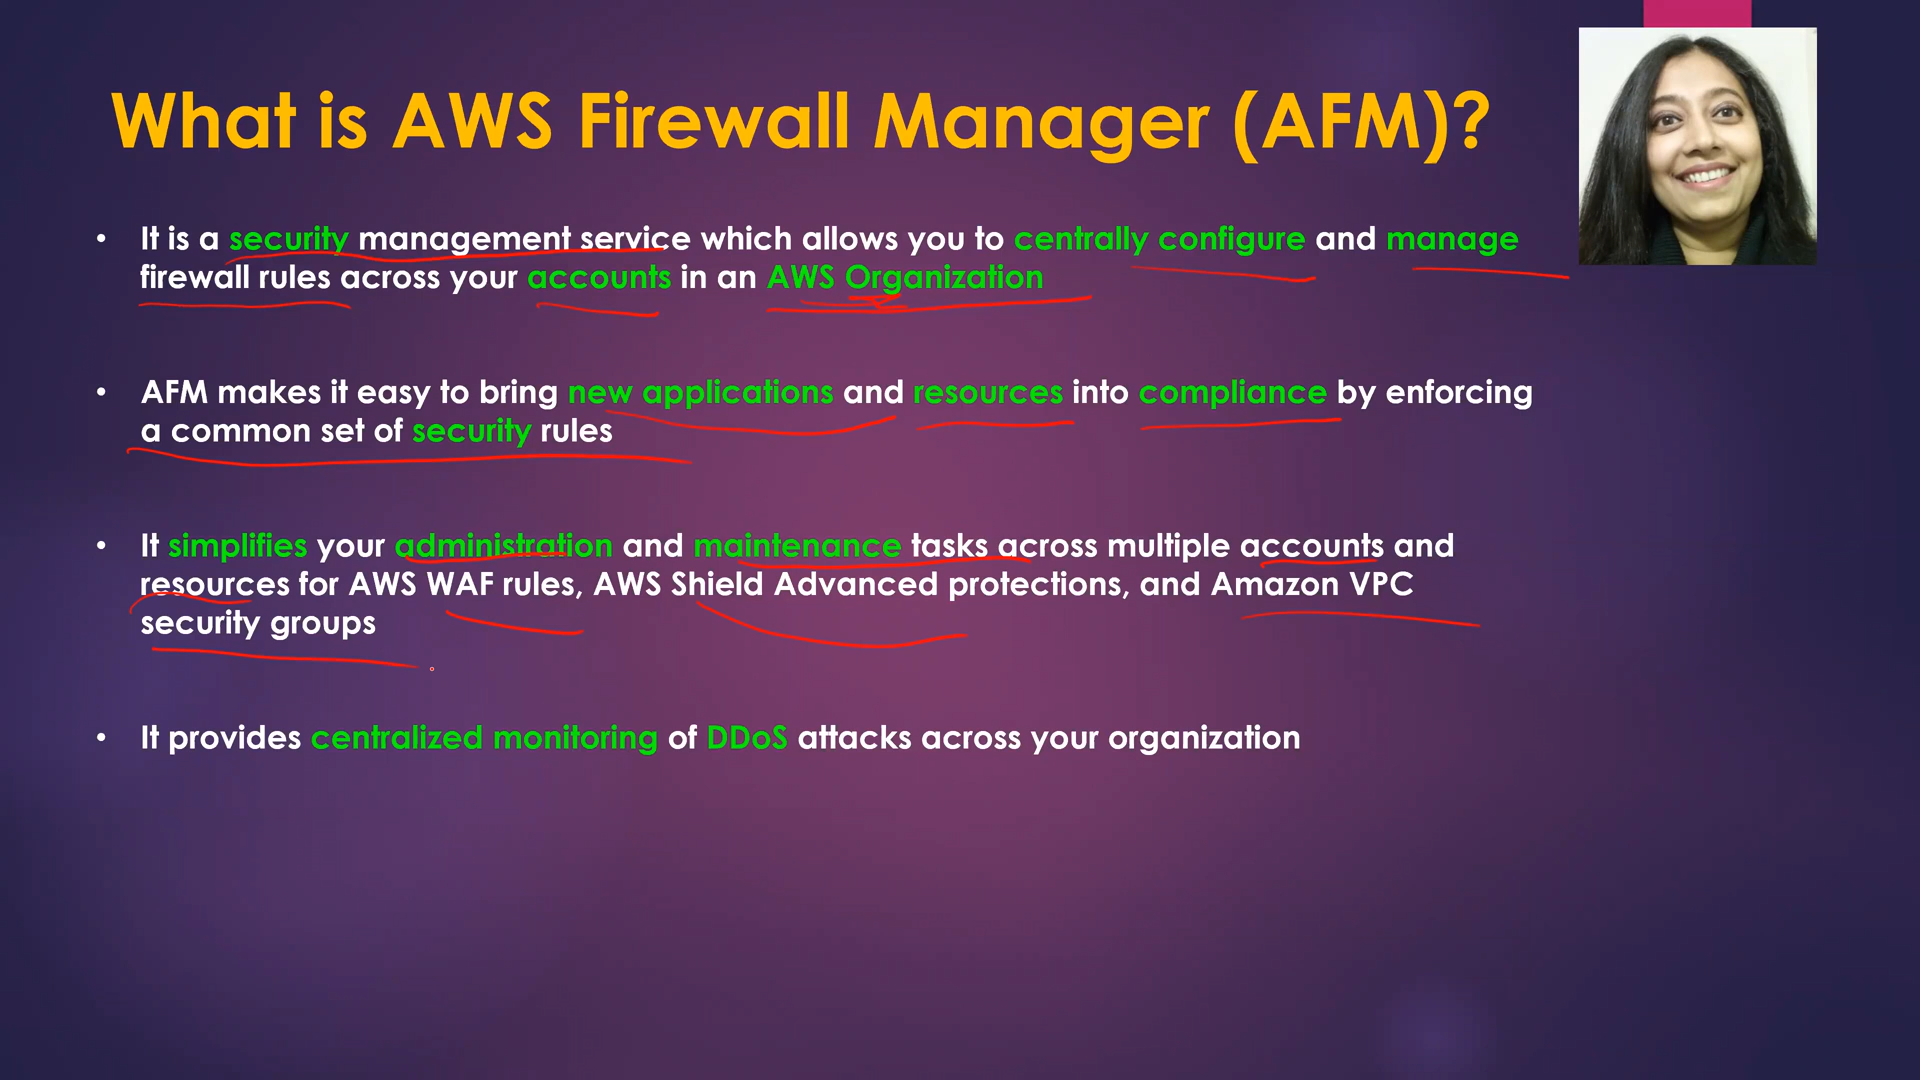 What is AWS Firewall Manager (AFM)?
• It is a security management service which allows you to centrally configure and manage
firewall rules across your accounts in an AWS Organization
• AFM makes it easy to bring new applications and resources into compliance by enforcing
a common set of security rules
• It simplifies your administration and maintenance tasks across multiple accounts and
resources for AWS WAF rules, AWS Shield Advanced protections, and Amazon VPC
security groups
• It provides centralized monitoring of DDoS attacks across your organization